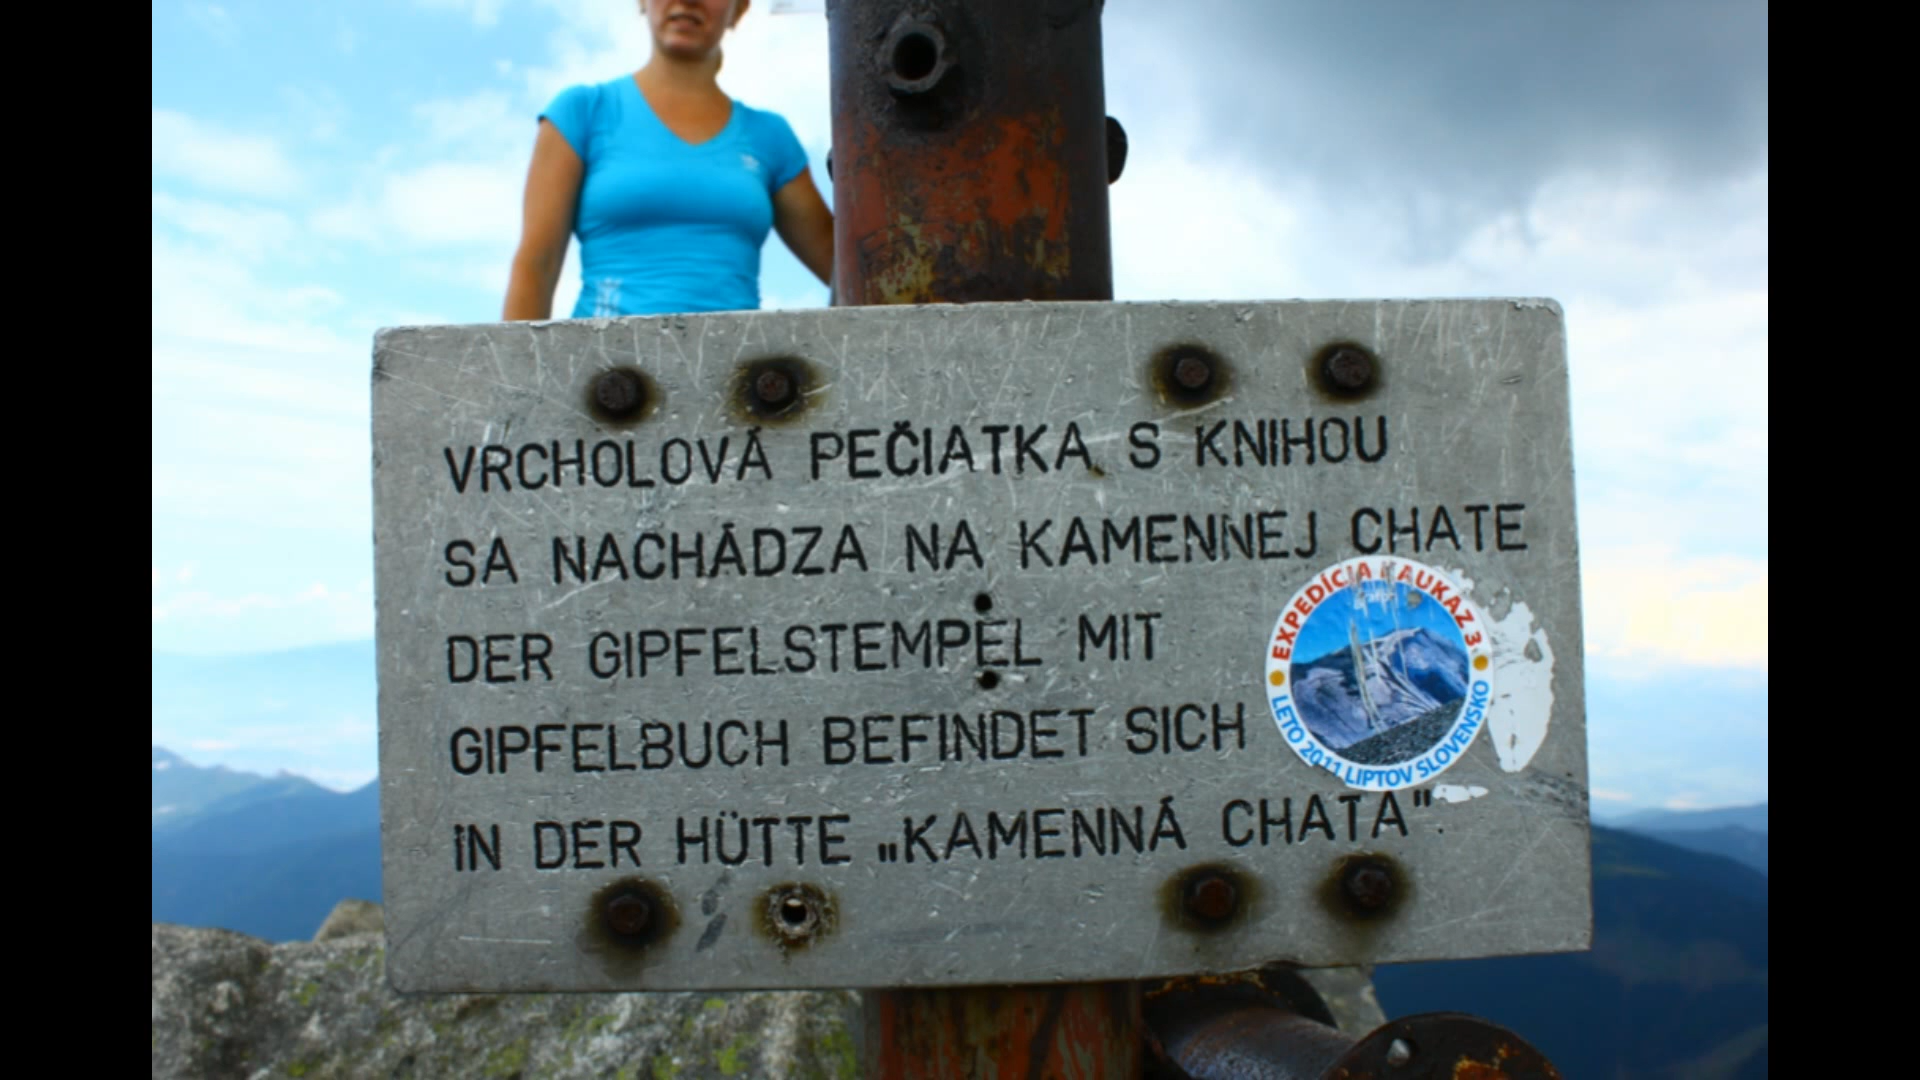 VRCHOLOVÁ PEČIATKA S KNIHOU
SA NACHÁDZA NA KAMENNEJ CHATE
DER GIPFELSTEMPEL MIT
GIPFELBUCH BEFINDET SICH
IN DER HÜTTE „KAMENNÁ CHATA".
EXPEDÍCIA KAUKAZ 3
LETO 2011 LIPTOV SLOVENSKO